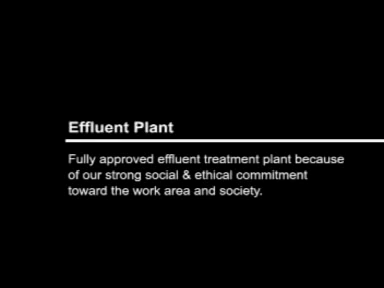 Effluent Plant
Fully approved effluent treatment plant because
of our strong social & ethical commitment
toward the work area and society.